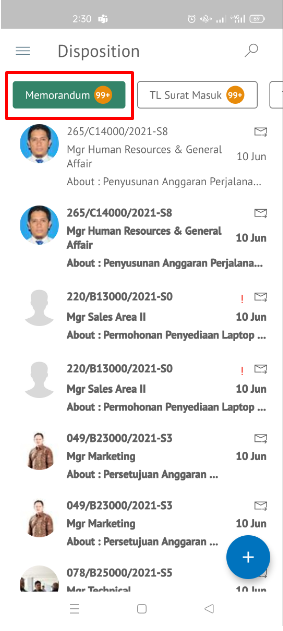 2:30
Disposition
Memorandum 99+ TL Surat Masuk 99+
265/C14000/2021-S8
Mgr Human Resources & General
Affair
10 Jun
About : Penyusunan Anggaran Perjalana...
265/C14000/2021-S8
Mgr Human Resources & General
Affair
10 Jun
About : Penyusunan Anggaran Perjalana...
220/B13000/2021-S0 !
Mgr Sales Area II 10 Jun
About : Permohonan Penyediaan Laptop ...
220/B13000/2021-S0 !
Mgr Sales Area II 10 Jun
About : Permohonan Penyediaan Laptop ...
049/B23000/2021-S3
Mgr Marketing 10 Jun
About : Persetujuan Anggaran ...
049/B23000/2021-S3
Mgr Marketing 10 Jun
About : Persetujuan Anggaran ...
078/B25000/2021-S5
Mgr Technical 10 Jun